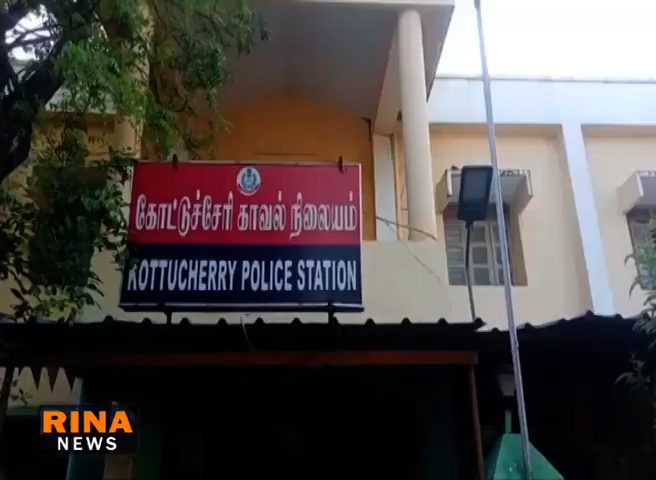 கோட்டுச்சேரி காவல் நிலையம்
KOTTUCHERRY POLICE STATION
RINA
NEWS